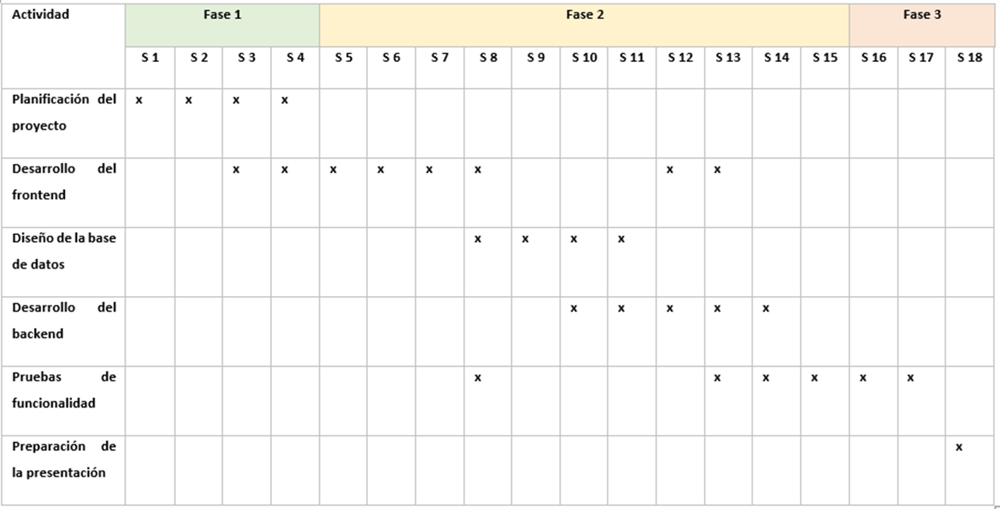 Actividad Fase 1 Fase 2 Fase 3
S 1 S 2 S 3 S 4 S 5 S 6 S 7 S 8 S 9 S 10 S 11 S 12 S 13 S 14 S 15 S 16 S 17 S 18
Planificación del x x x x
proyecto
Desarrollo del x x x x x x x x
frontend
Diseño de la base x x x x
de datos
Desarrollo del x x x x x
backend
Pruebas de x x x x x x
funcionalidad
Preparación de x
la presentación